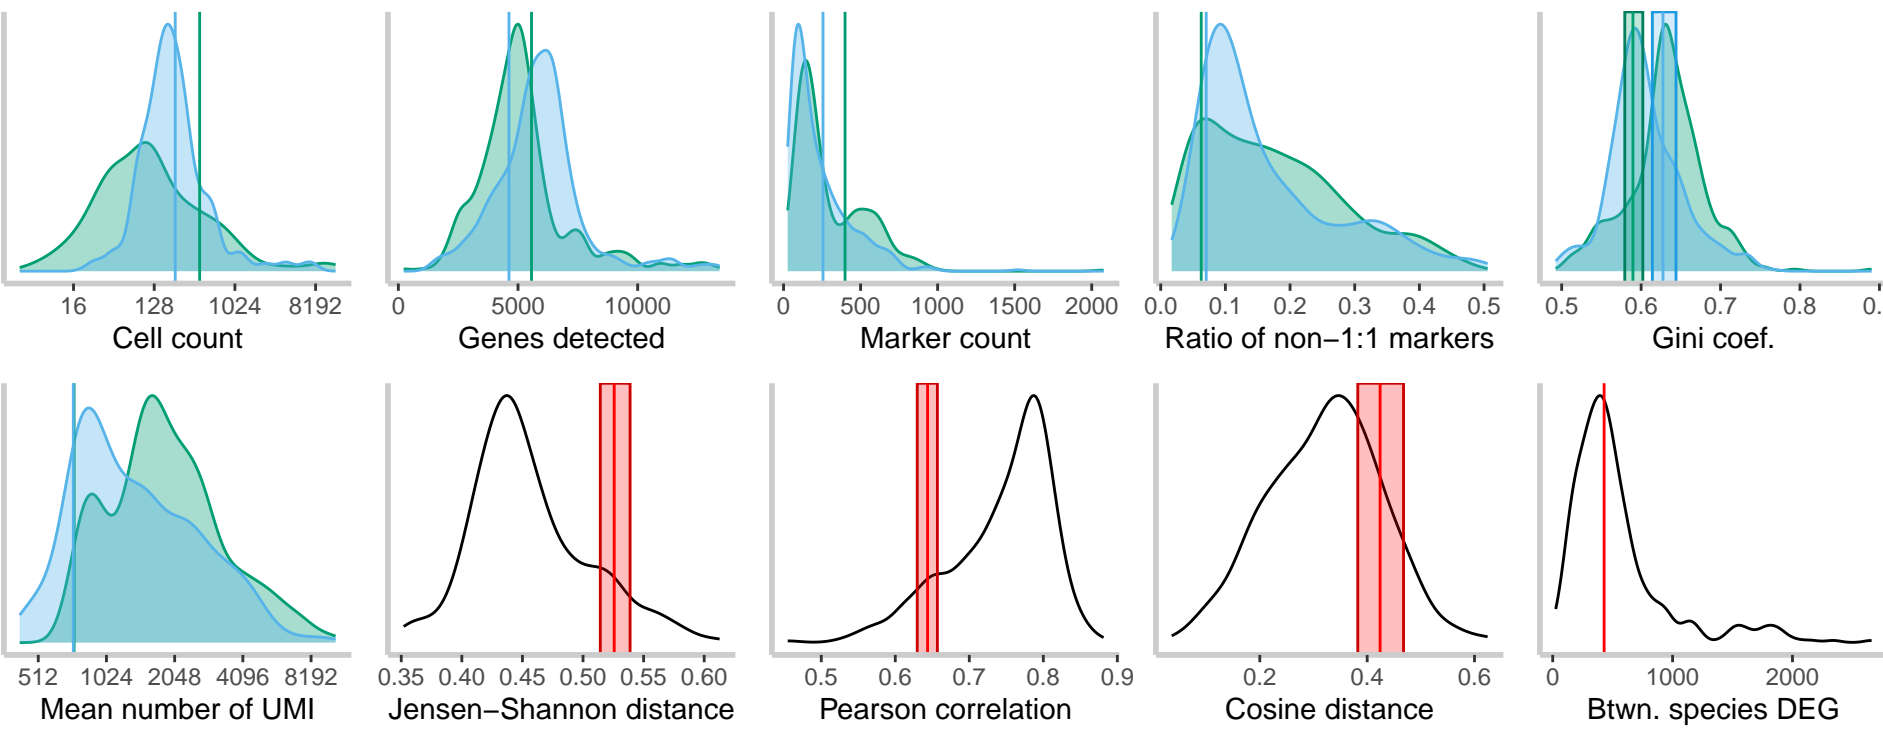 16 128 1024 8192
Cell count
0 5000 10000
Genes detected
0 500 1000 1500 2000
Marker count
0.0 0.1 0.2 0.3 0.4 0.5
Ratio of non−1:1 markers
0.5 0.6 0.7 0.8 0.
Gini coef.
512 1024 2048 4096 8192
Mean number of UMI
0.35 0.40 0.45 0.50 0.55 0.60
Jensen−Shannon distance
0.5 0.6 0.7 0.8 0.9
Pearson correlation
0.2 0.4 0.6
Cosine distance
0 1000 2000
Btwn. species DEG